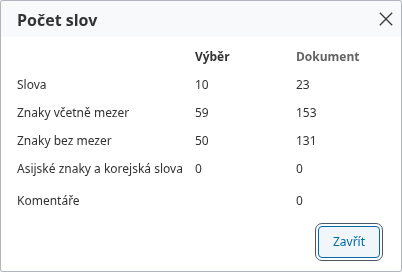 Počet slov
Výběr Dokument
Slova 10 23
Znaky včetně mezer 59 153
Znaky bez mezer 50 131
Asijské znaky a korejská slova 0 0
Komentáře 0
Zavřít